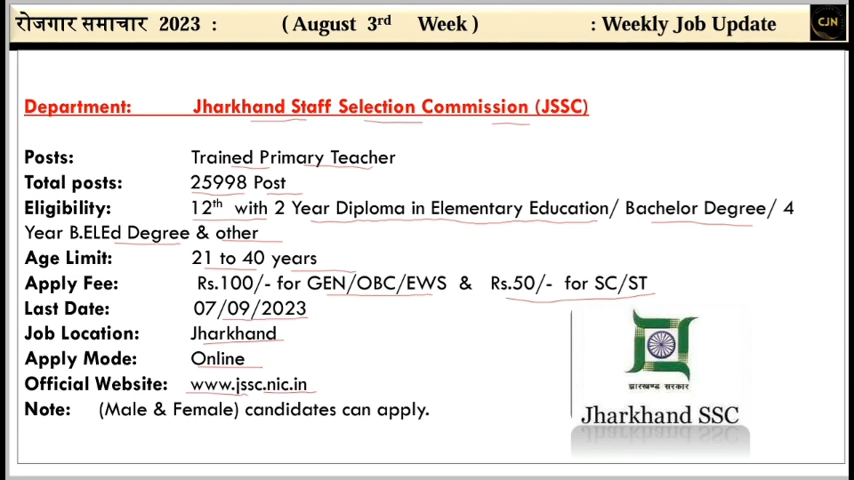 रोजगार समाचार 2023 : (August 3rd Week) : Weekly Job Update
CJN
Department: Jharkhand Staff Selection Commission (JSSC)
Posts: Trained Primary Teacher
Total posts: 25998 Post
Eligibility: 12th with 2 Year Diploma in Elementary Education/ Bachelor Degree/ 4
Year B.ELEd Degree & other
Age Limit: 21 to 40 years
Apply Fee: Rs.100/- for GEN/OBC/EWS & Rs.50/- for SC/ST
Last Date: 07/09/2023
Job Location: Jharkhand
Apply Mode: Online
Official Website: www.jssc.nic.in
Note: (Male & Female) candidates can apply.
झारखण्ड सरकार
Jharkhand SSC